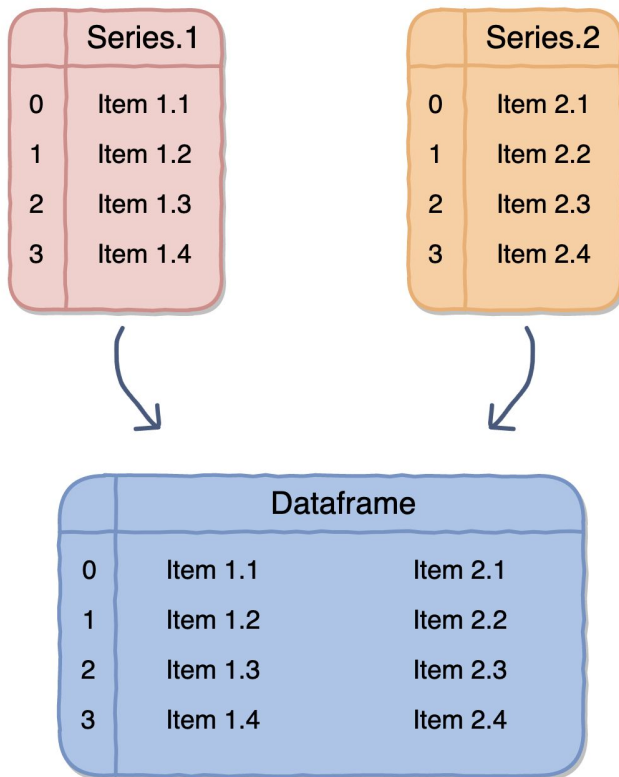 Series.1
0 Item 1.1
1 Item 1.2
2 Item 1.3
3 Item 1.4
Series.2
0 Item 2.1
1 Item 2.2
2 Item 2.3
3 Item 2.4
Dataframe
0 Item 1.1 Item 2.1
1 Item 1.2 Item 2.2
2 Item 1.3 Item 2.3
3 Item 1.4 Item 2.4